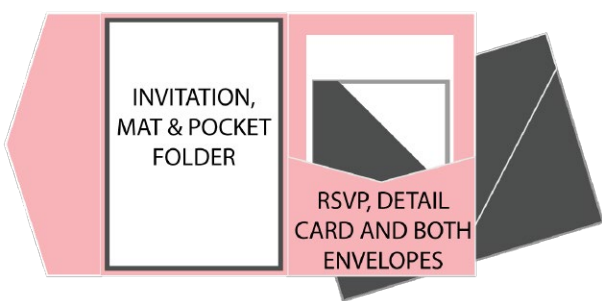 INVITATION,
MAT & POCKET
FOLDER
RSVP, DETAIL
CARD AND BOTH
ENVELOPES